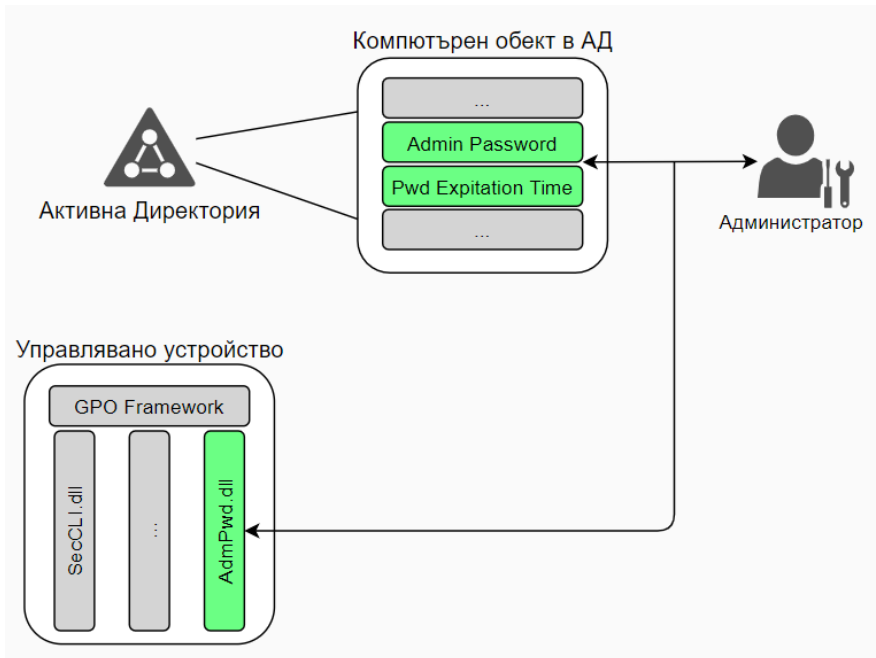 Компютърен обект в АД
...
Admin Password
Pwd Expitation Time
...
Активна Директория
Администратор
Управлявано устройство
GPO Framework
SecCLI.dll
...
AdmPwd.dll